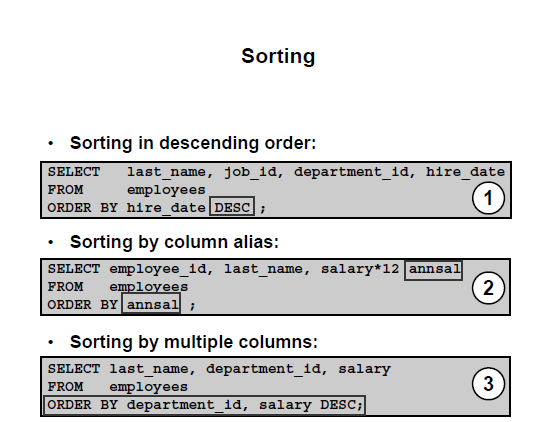 Sorting
• Sorting in descending order:
SELECT last_name, job_id, department_id, hire_date
FROM employees
ORDER BY hire_date DESC ;
1
• Sorting by column alias:
SELECT employee_id, last_name, salary*12 annsal
FROM employees
ORDER BY annsal ;
2
• Sorting by multiple columns:
SELECT last_name, department_id, salary
FROM employees
ORDER BY department_id, salary DESC;
3